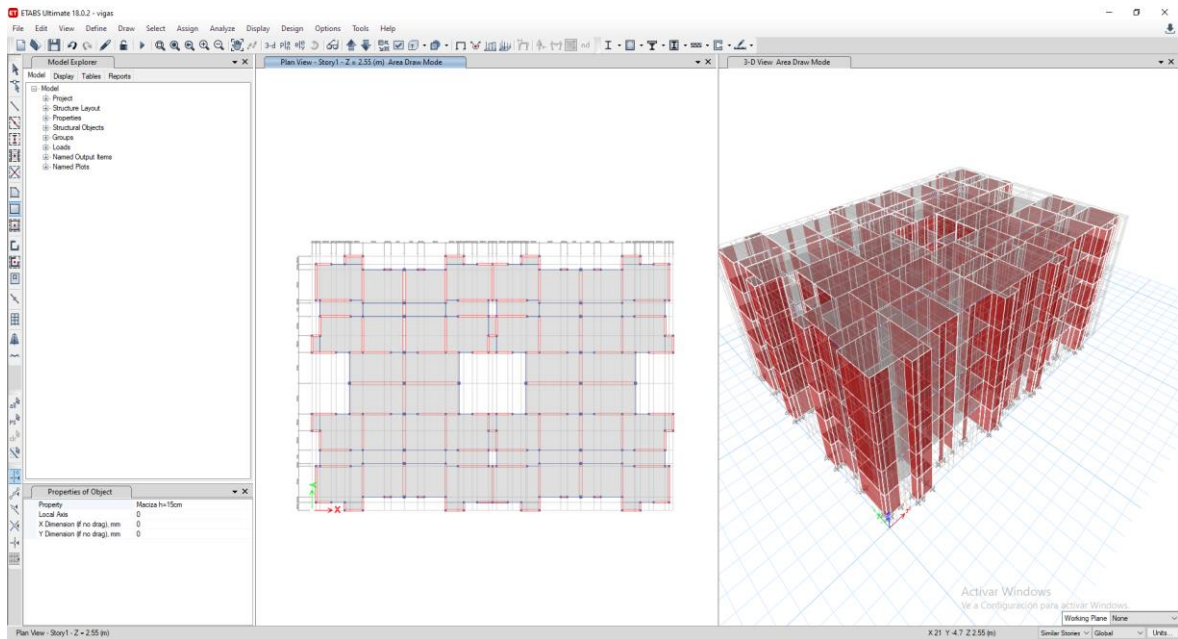 ETABS Ultimate 18.0.2 - vigas
File Edit View Define Draw Select Assign Analyze Display Design Options Tools Help
Model Explorer
Model Display Tables Reports
Model
Project
Structure Layout
Properties
Structural Objects
Groups
Loads
Named Output Items
Named Plots
Properties of Object
Property Maciza h=15cm
Local Axis 0
X Dimension (if no drag), mm 0
Y Dimension (if no drag), mm 0
Plan View - Story1 - Z = 2.55 (m) Area Draw Mode
X
3-D View Area Draw Mode
Activar Windows
Ve a Configuración para activar Windows.
Working Plane None
Plan View - Story1 - Z = 2.55 (m)
X 21 Y -4.7 Z 2.55 (m)
Similar Stories Global Units...